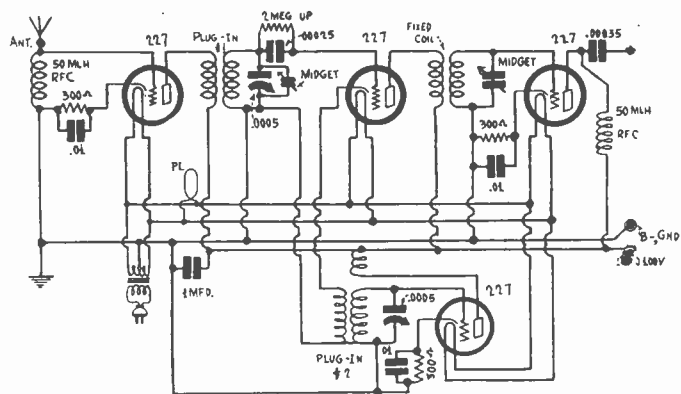 ANT.
50 MLH
RFC
300Ω
.01
227
PLUG-IN
#1
2 MEG UP
.00025
MIDGET
.0005
227
FIXED
COIL
MIDGET
300Ω
.01
227
.00035
50 MLH
RFC
PL
B-, GND
1 MFD.
PLUG-IN
#2
.0005
227
.01
300Ω